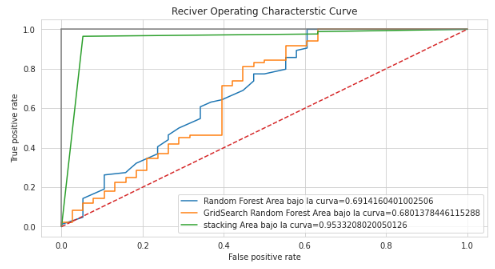 Reciver Operating Characterstic Curve
True positive rate
1.0
0.8
0.6
0.4
0.2
0.0
Random Forest Area bajo la curva=0.6914160401002506
GridSearch Random Forest Area bajo la curva=0.6801378446115288
stacking Area bajo la curva=0.9533208020050126
0.0 0.2 0.4 0.6 0.8 1.0
False positive rate